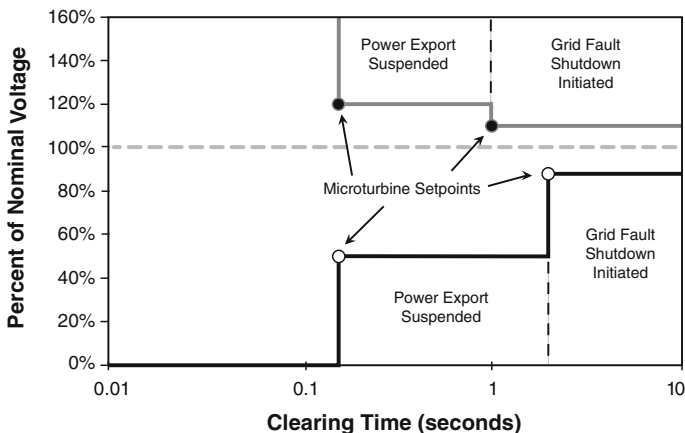 160%
140%
120%
100%
80%
60%
40%
20%
0%
Percent of Nominal Voltage
Power Export
Suspended
Grid Fault
Shutdown
Initiated
Microturbine Setpoints
Grid Fault
Shutdown
Initiated
Power Export
Suspended
0.01
0.1
1
10
Clearing Time (seconds)